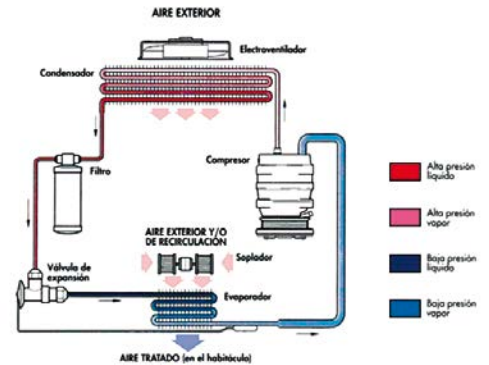 AIRE EXTERIOR
Electroventilador
Condensador
Compresor
Filtro
Alta presión
líquido
Alta presión
vapor
Baja presión
líquido
Baja presión
vapor
AIRE EXTERIOR Y/O
DE RECIRCULACIÓN
Soplador
Válvula de
expansión
Evaporador
AIRE TRATADO (en el habitáculo)